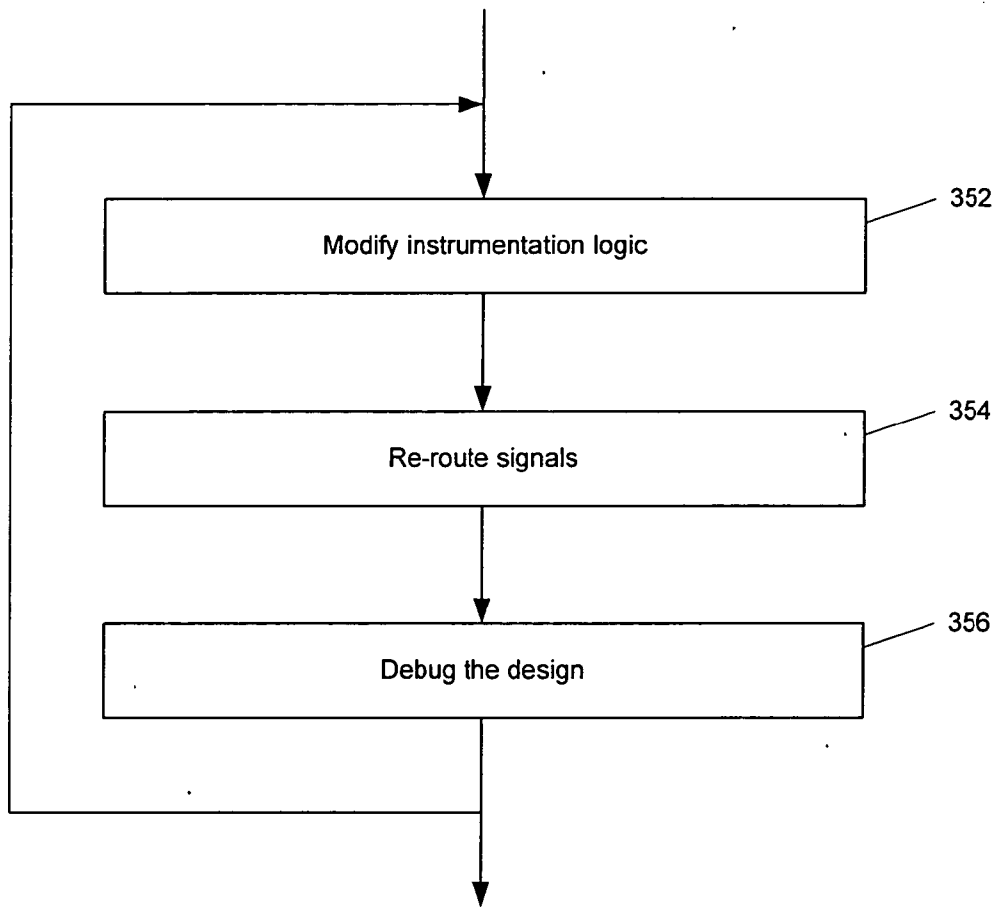 352
Modify instrumentation logic
354
Re-route signals
356
Debug the design